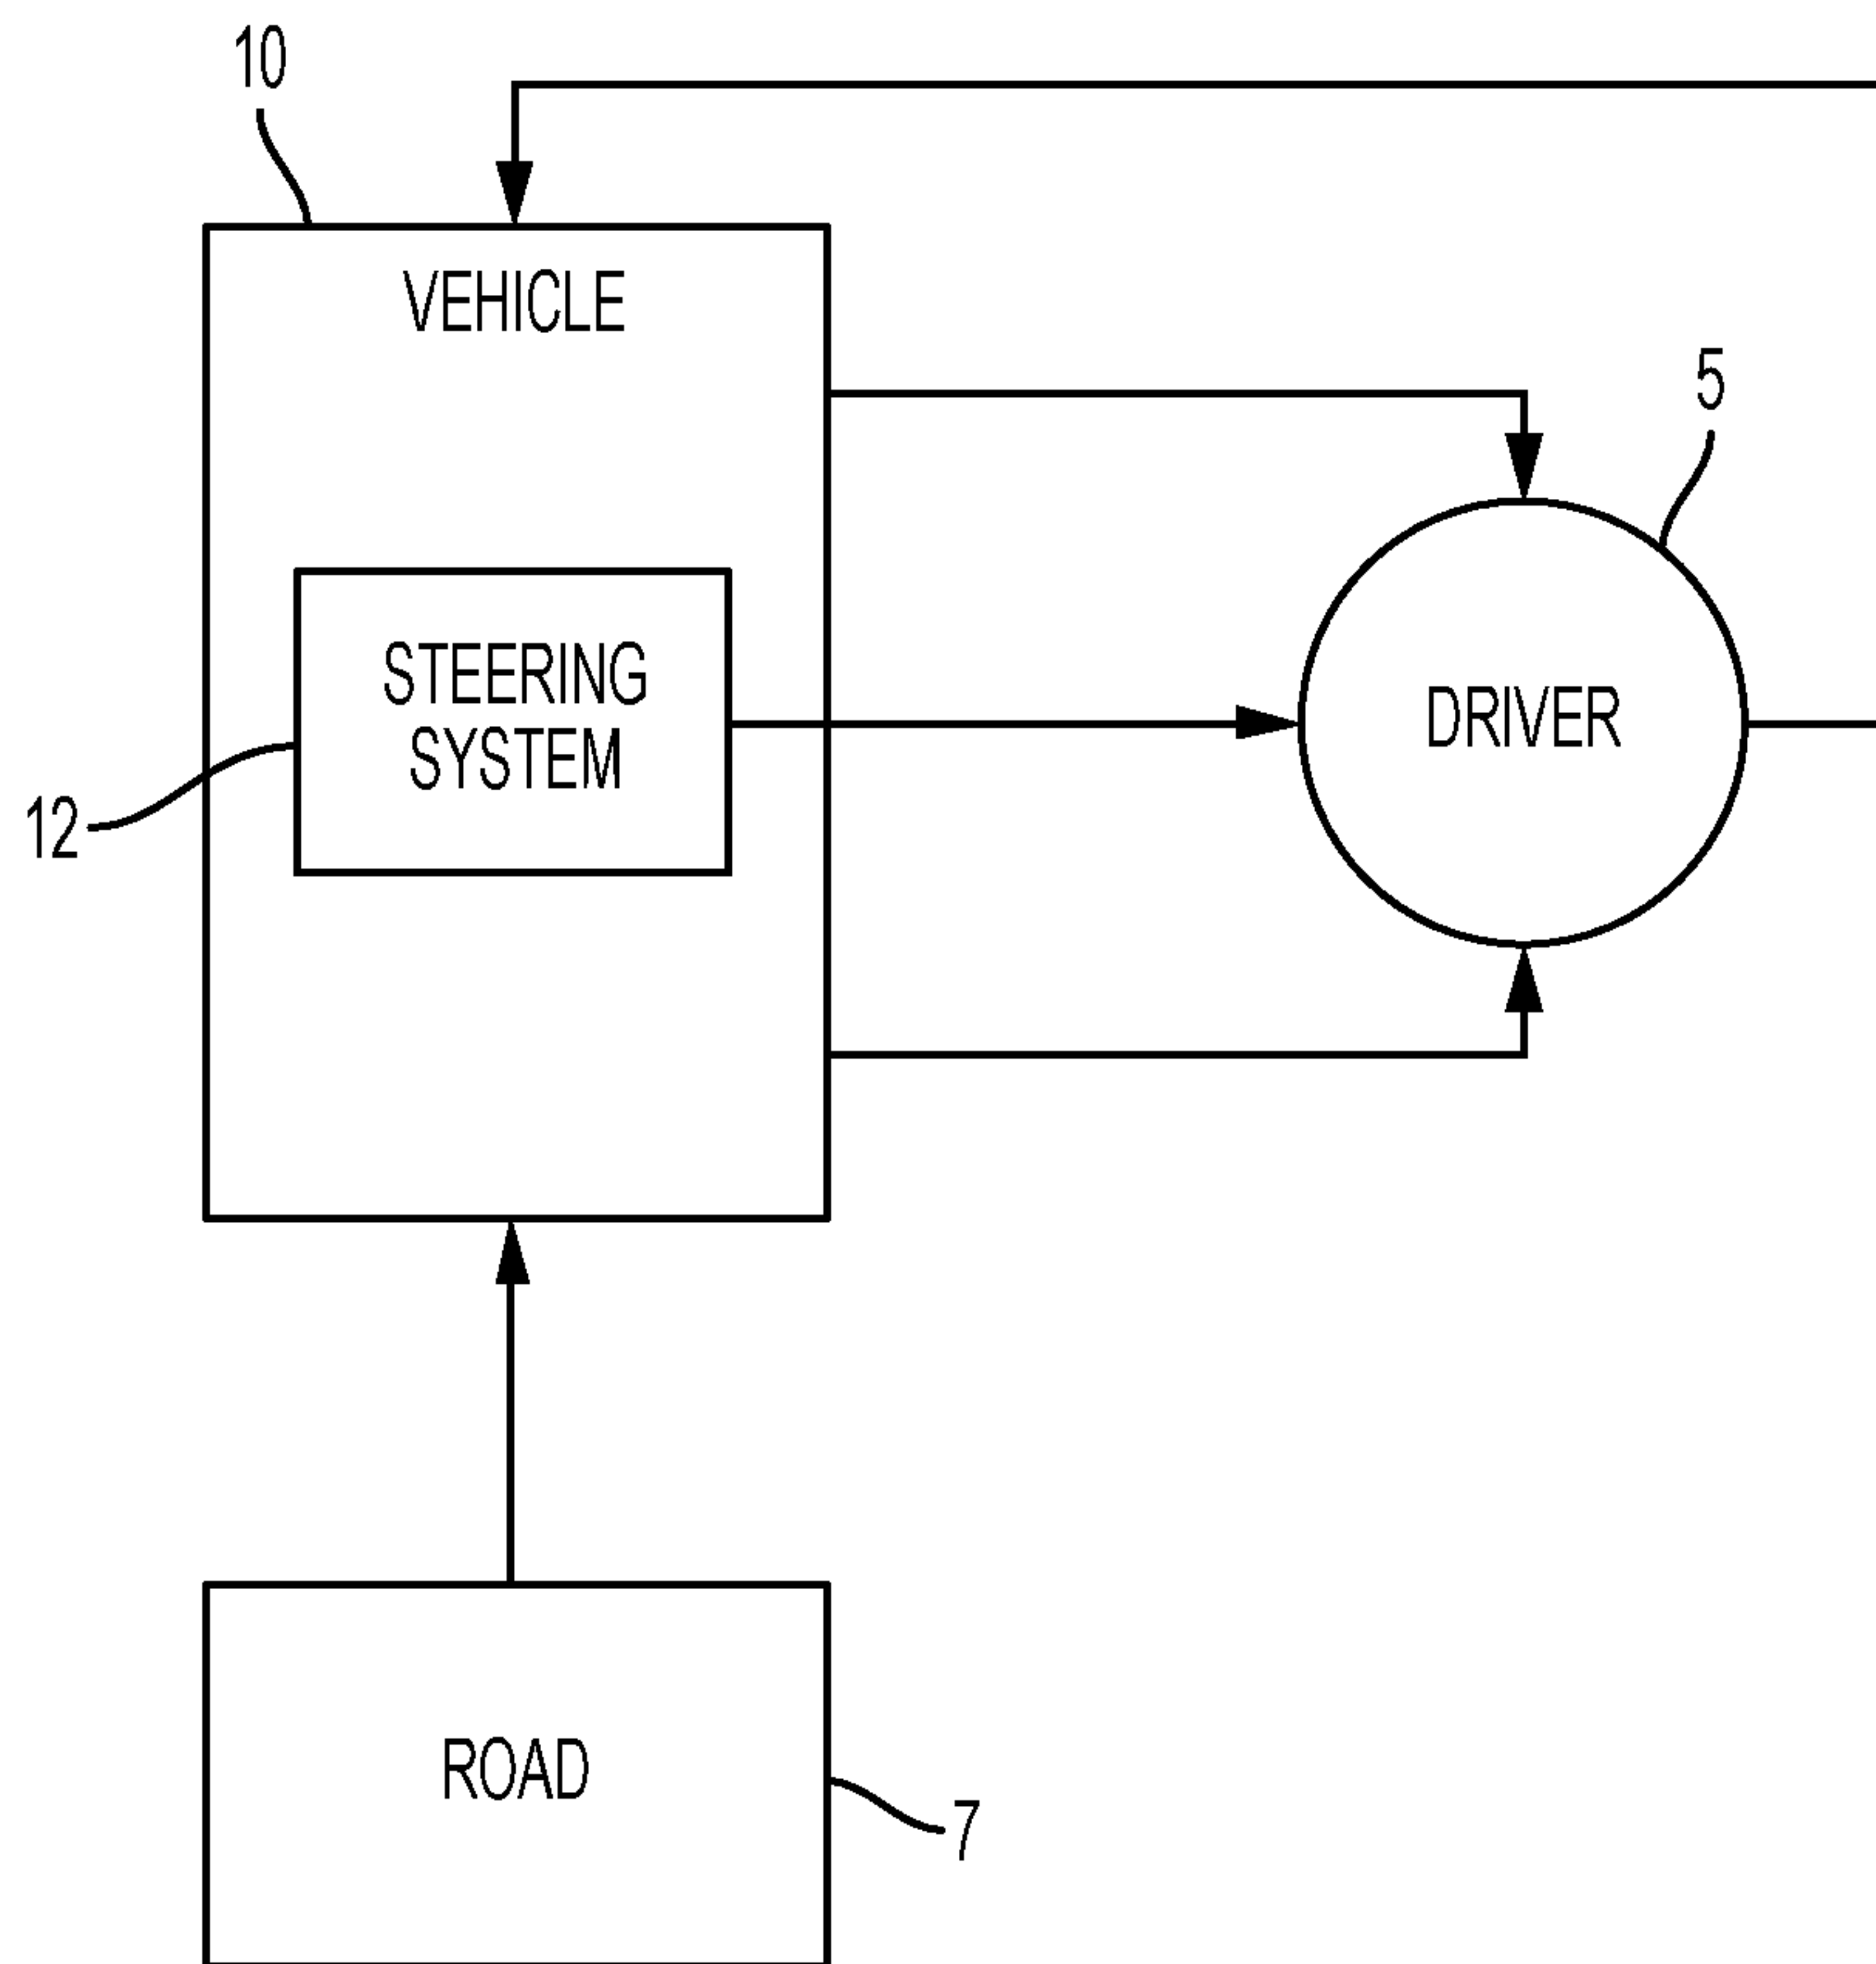 10
VEHICLE
5
STEERING
SYSTEM
DRIVER
12
ROAD
7